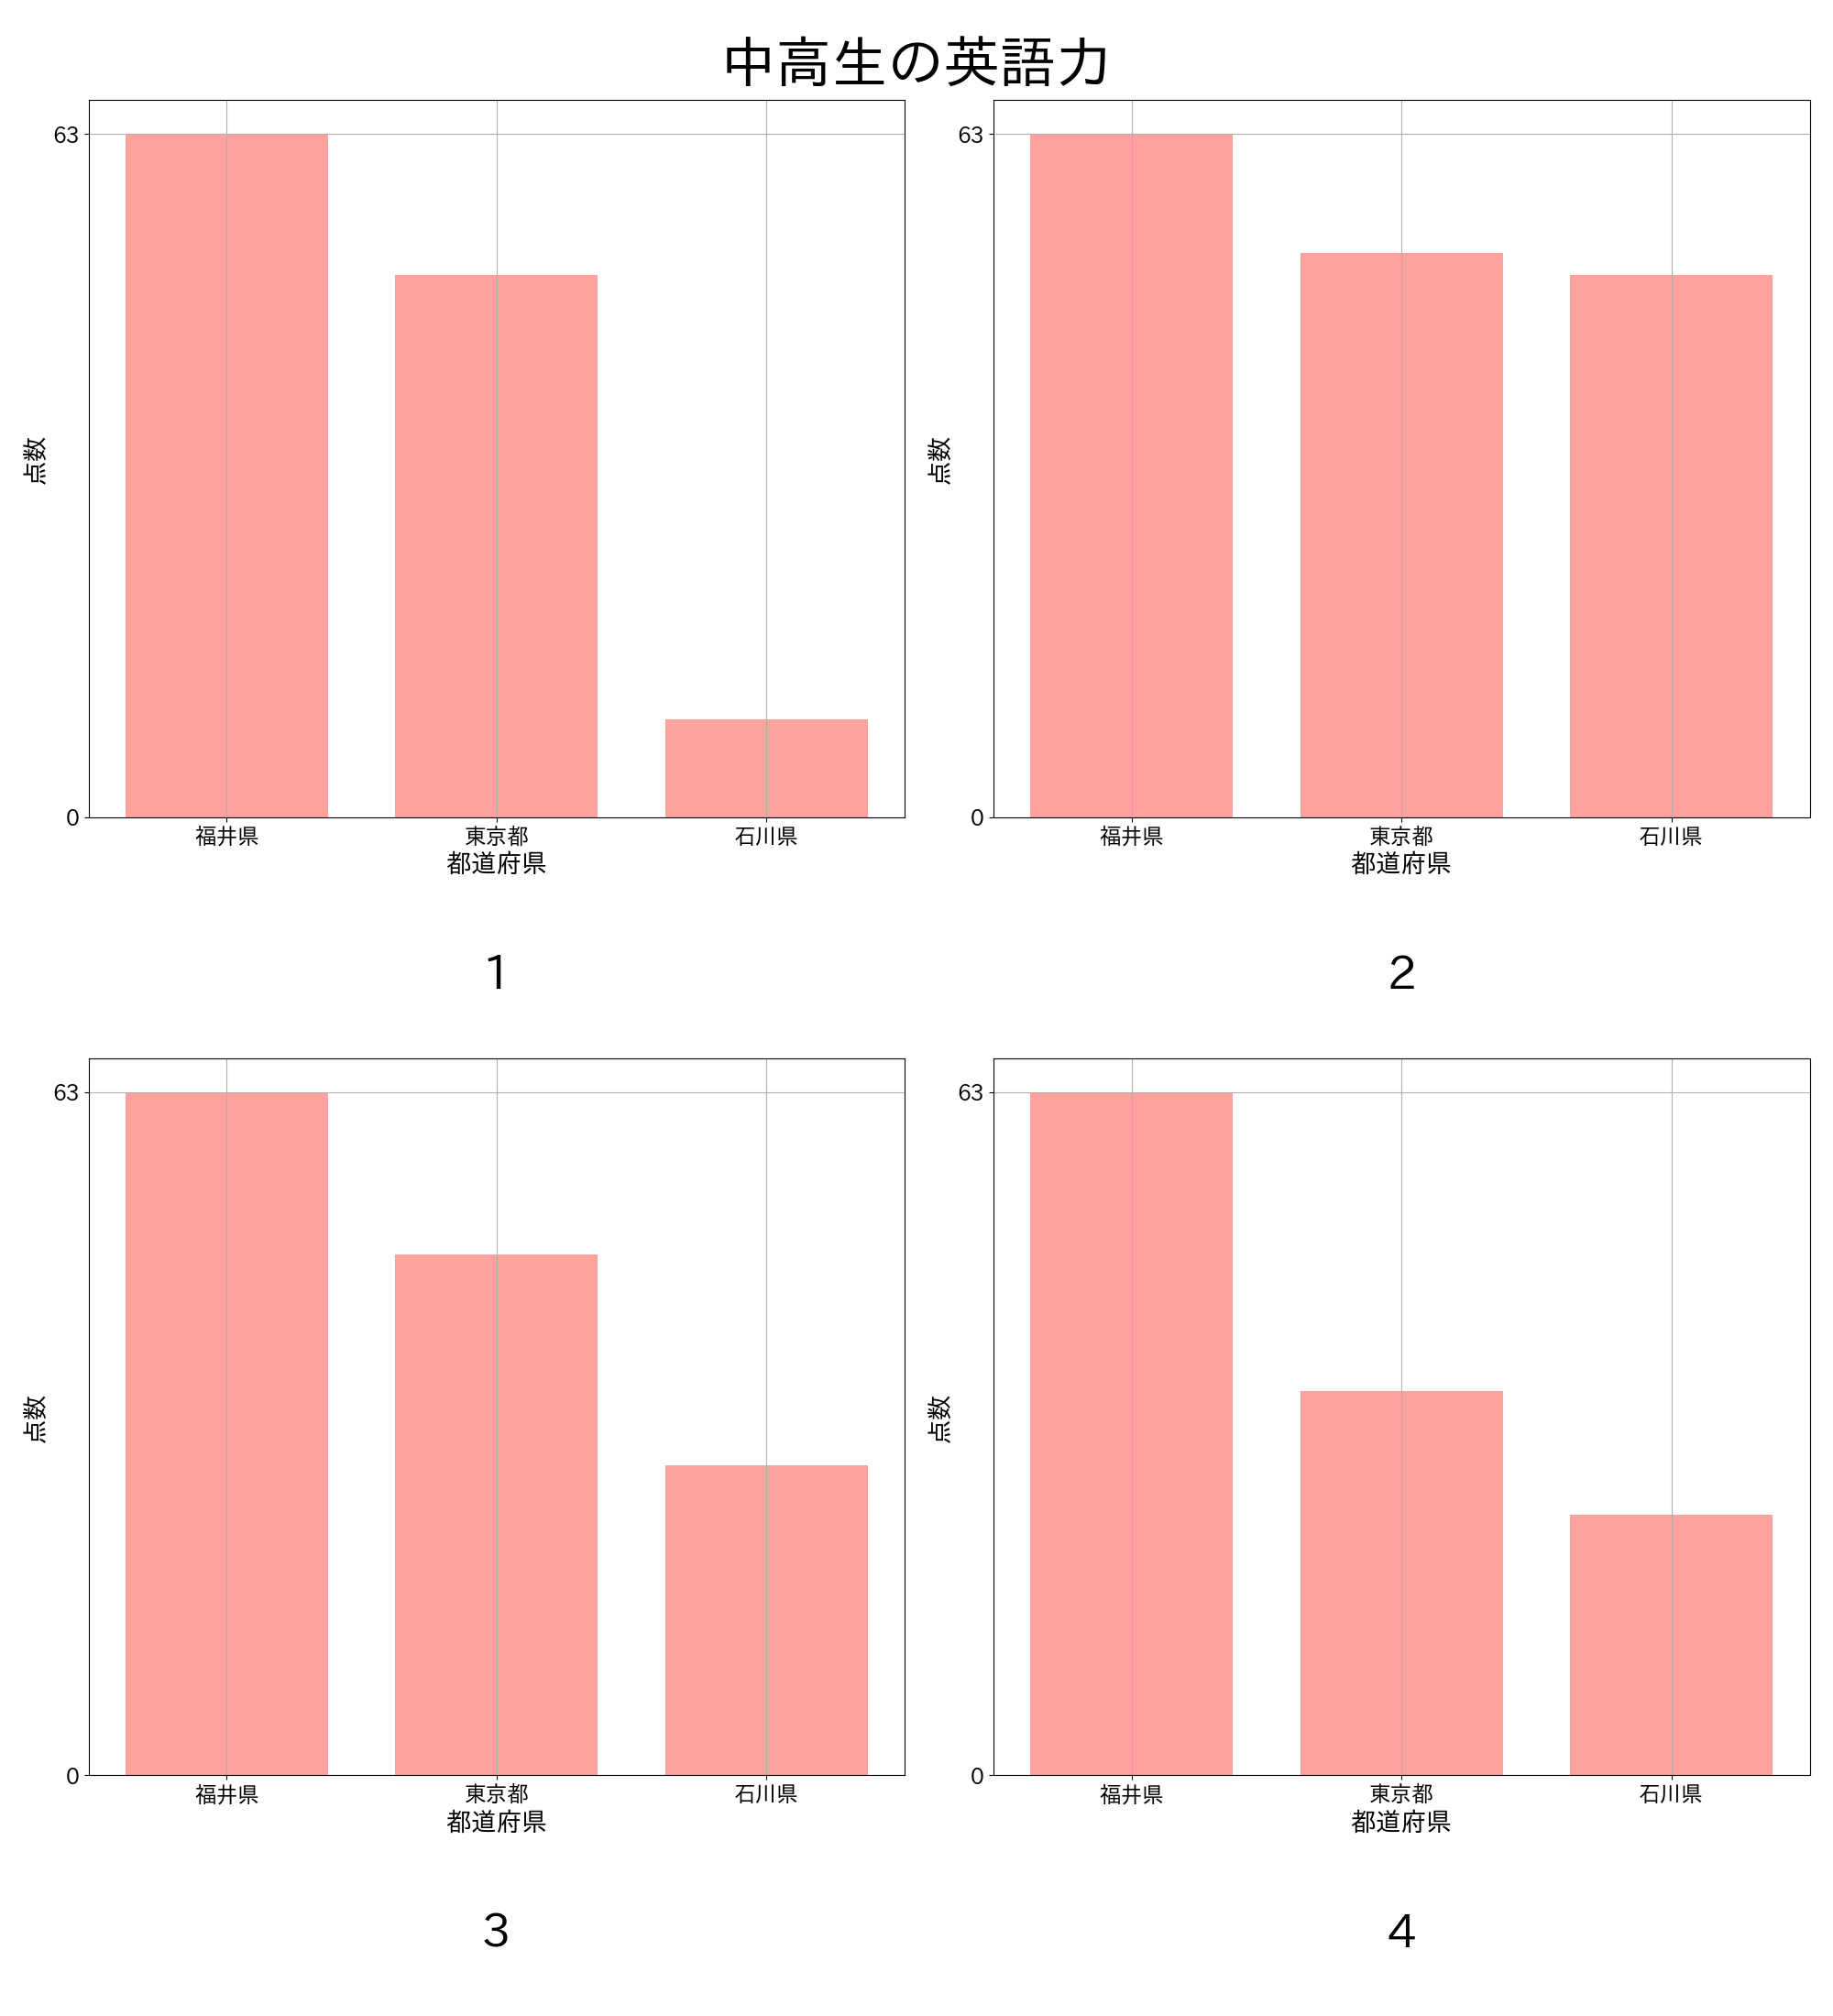 中高生の英語力
63
0
点数
福井県 東京都 石川県
都道府県
1
63
0
点数
福井県 東京都 石川県
都道府県
2
63
0
点数
福井県 東京都 石川県
都道府県
3
63
0
点数
福井県 東京都 石川県
都道府県
4